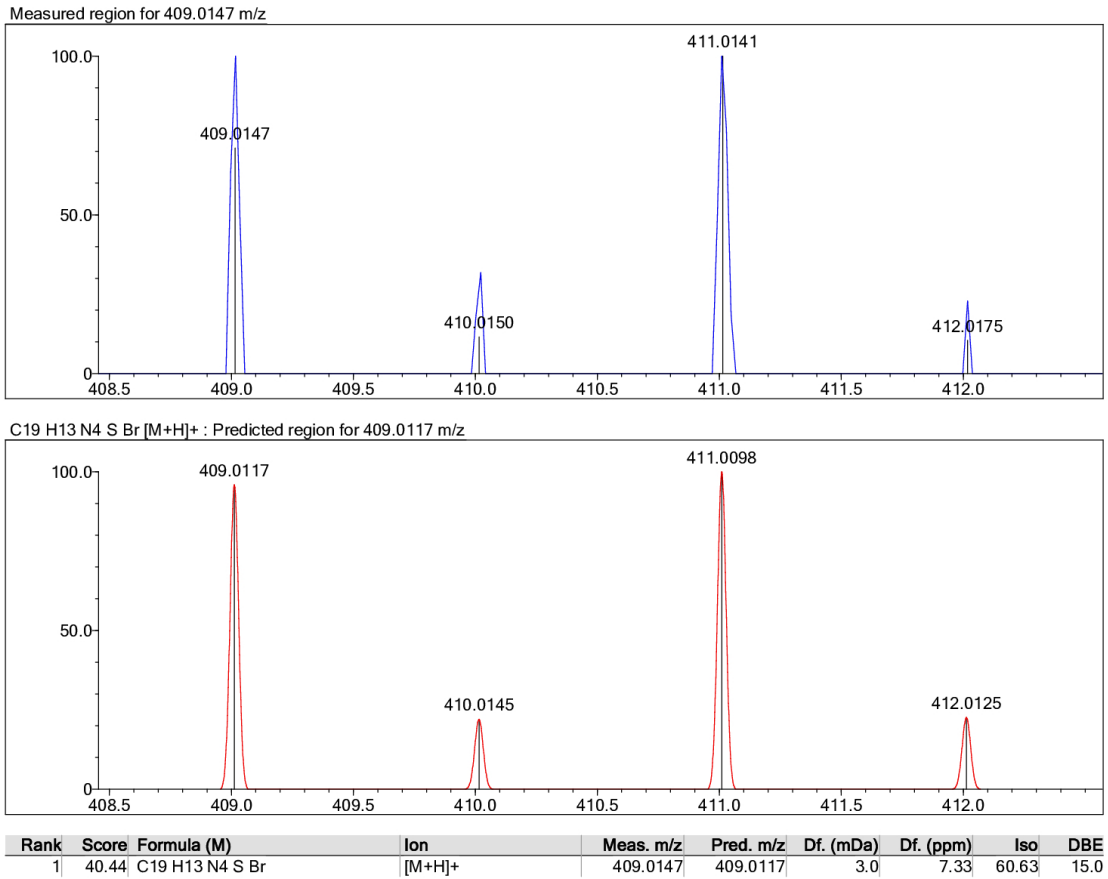 Measured region for 409.0147 m/z
411.0141
100.0
409.0147
50.0
410.0150
412.0175
0
408.5 409.0 409.5 410.0 410.5 411.0 411.5 412.0
C19 H13 N4 S Br [M+H]+ : Predicted region for 409.0117 m/z
411.0098
100.0
409.0117
50.0
410.0145
412.0125
0
408.5 409.0 409.5 410.0 410.5 411.0 411.5 412.0
Rank Score Formula (M) Ion Meas. m/z Pred. m/z Df. (mDa) Df. (ppm) Iso DBE
1 40.44 C19 H13 N4 S Br [M+H]+ 409.0147 409.0117 3.0 7.33 60.63 15.0